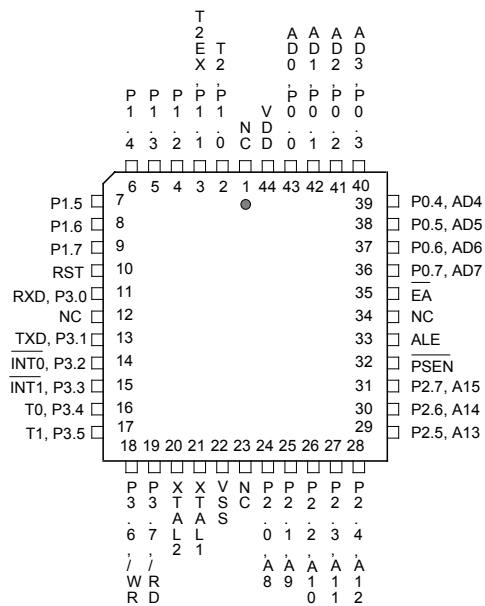 P1.4
P1.3
P1.2
T2EX,P1.1
T2,P1.0
NC
VDD
AD0,P0.0
AD1,P0.1
AD2,P0.2
AD3,P0.3
6 5 4 3 2 1 44 43 42 41 40
P1.5 7
P1.6 8
P1.7 9
RST 10
RXD, P3.0 11
NC 12
TXD, P3.1 13
INT0, P3.2 14
INT1, P3.3 15
T0, P3.4 16
T1, P3.5 17
39 P0.4, AD4
38 P0.5, AD5
37 P0.6, AD6
36 P0.7, AD7
35 EA
34 NC
33 ALE
32 PSEN
31 P2.7, A15
30 P2.6, A14
29 P2.5, A13
18 19 20 21 22 23 24 25 26 27 28
P3.6,/WR
P3.7,/RD
XTAL2
XTAL1
VSS
NC
P2.0,A8
P2.1,A9
P2.2,A10
P2.3,A11
P2.4,A12